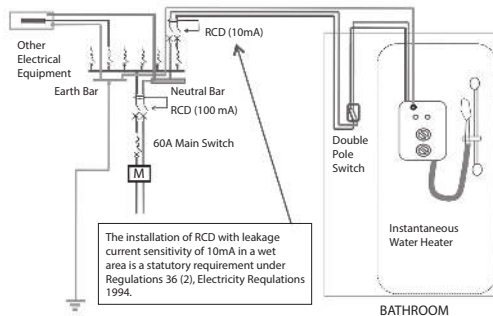 RCD (10mA)
Other
Electrical
Equipment
Earth Bar
Neutral Bar
RCD (100 mA)
60A Main Switch
M
Double
Pole
Switch
Instantaneous
Water Heater
The installation of RCD with leakage
current sensitivity of 10mA in a wet
area is a statutory requirement under
Regulations 36 (2), Electricity Requlations
1994.
BATHROOM